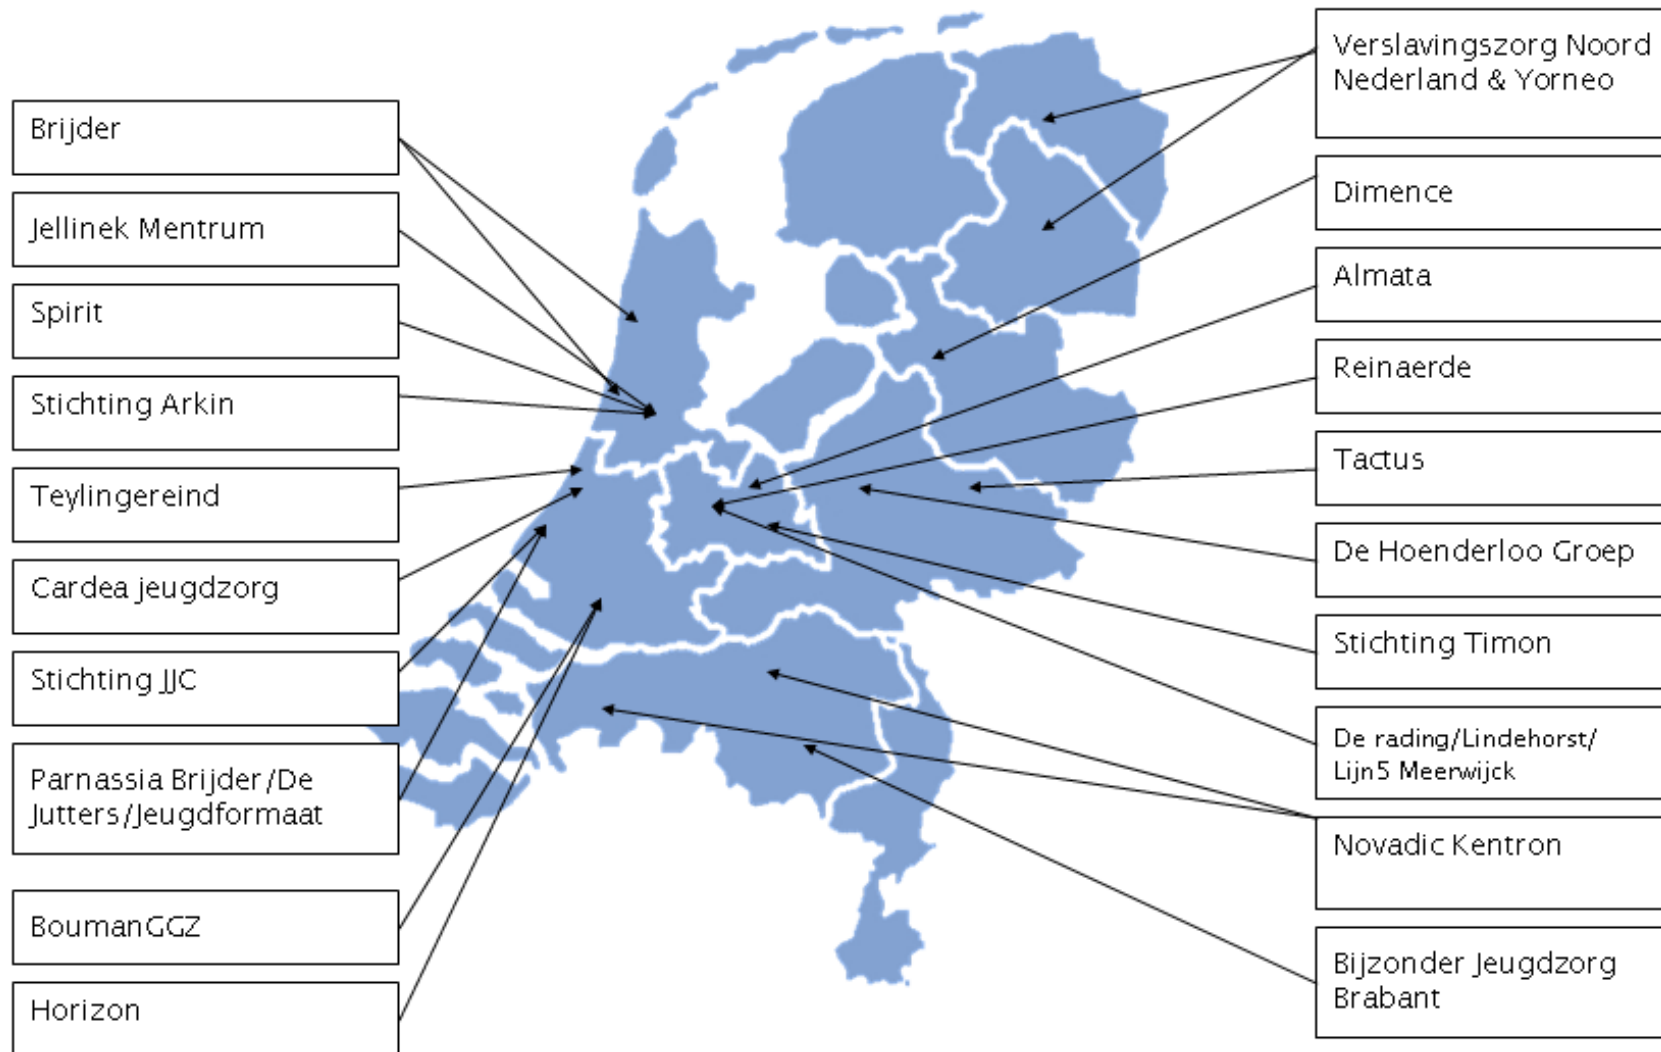 Brijder
Jellinek Mentrum
Spirit
Stichting Arkin
Teylingereind
Cardea jeugdzorg
Stichting JJC
Parnassia Brijder/De
Jutters/Jeugdformaat
BoumanGGZ
Horizon
Verslavingszorg Noord
Nederland & Yorneo
Dimence
Almata
Reinaerde
Tactus
De Hoenderloo Groep
Stichting Timon
De rading/Lindehorst/
Lijn5 Meerwijck
Novadic Kentron
Bijzonder Jeugdzorg
Brabant